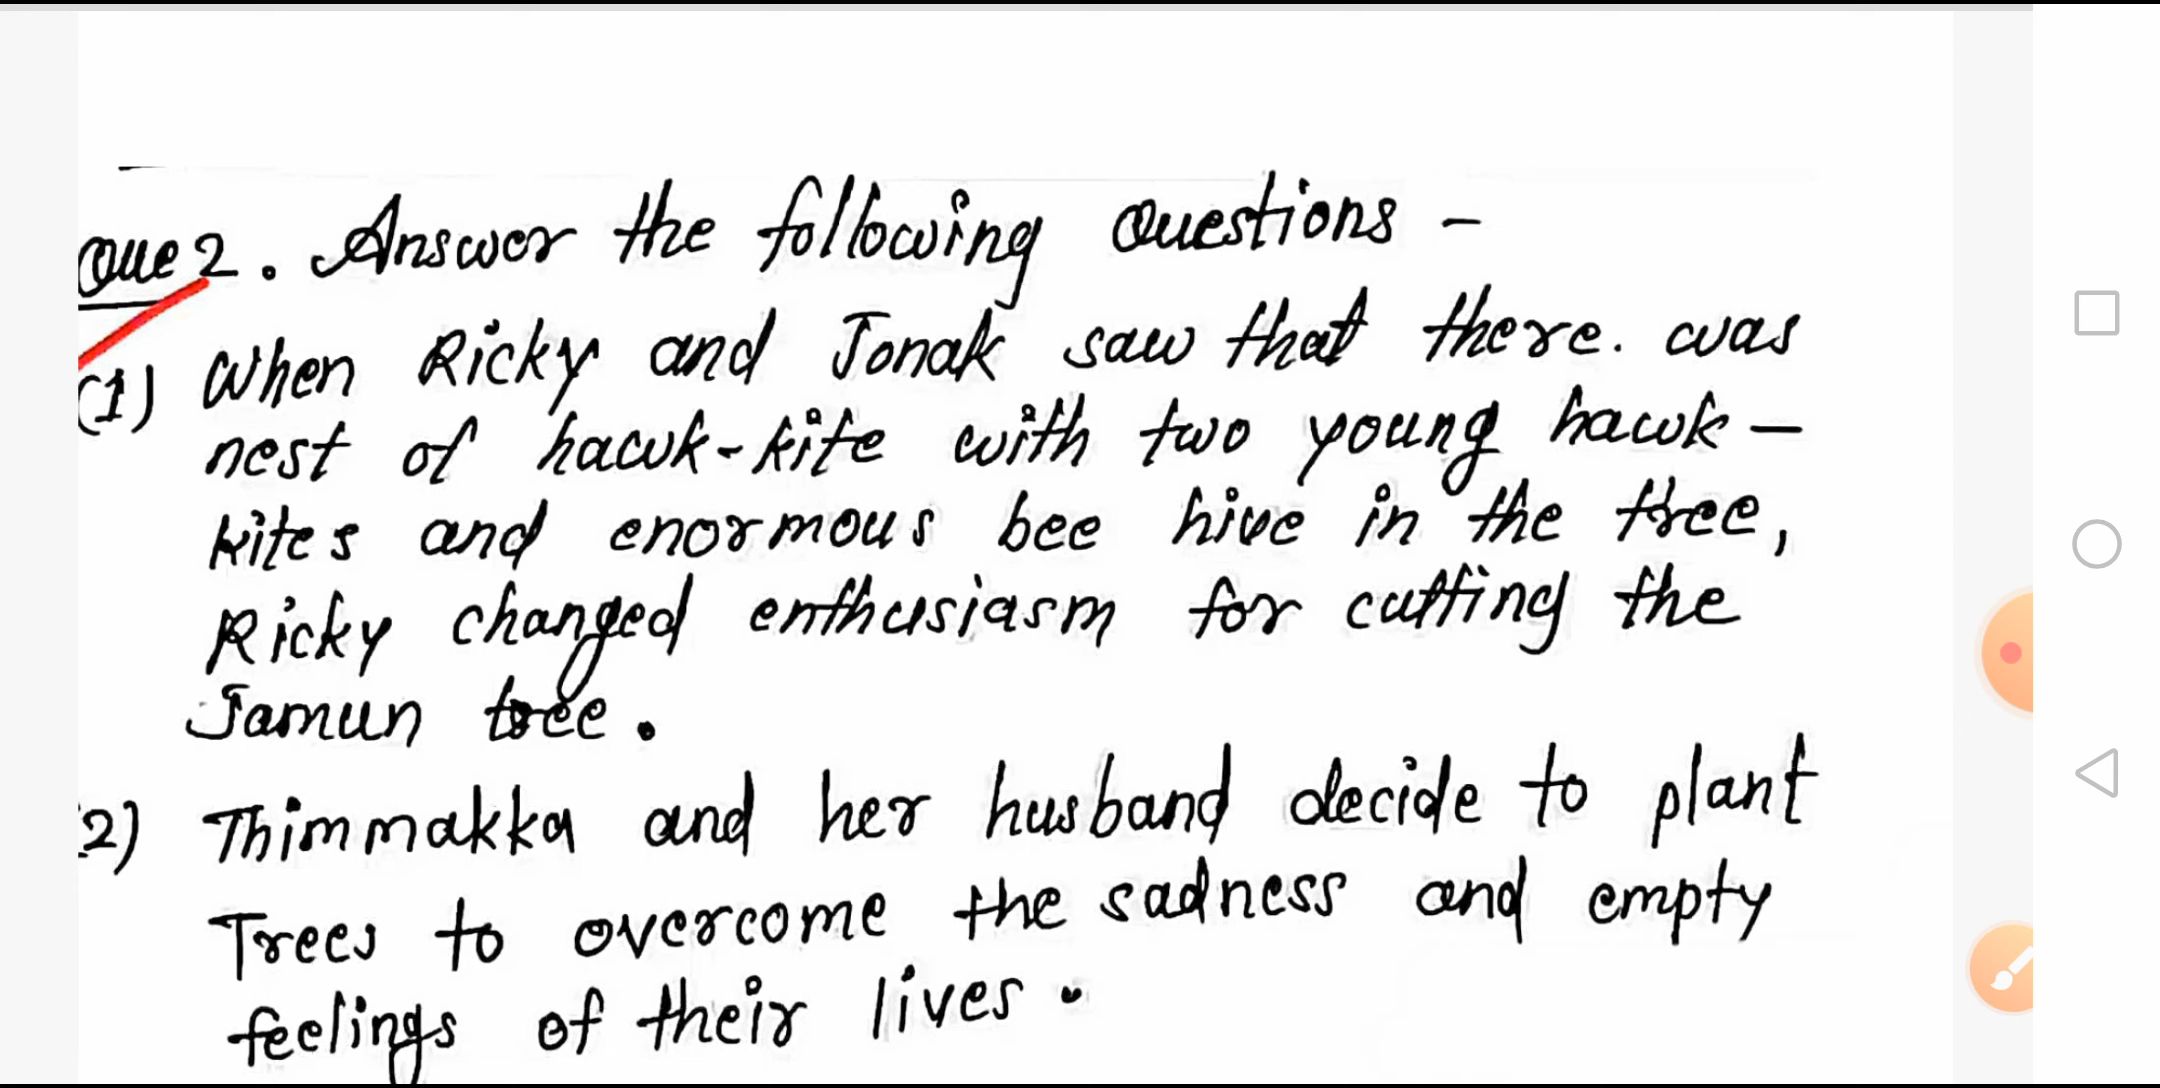 Que 2. Answer the following Questions -
(1) When Ricky and Jonak saw that there. was
nest of hawk-kite with two young hawk-
kites and enormous bee hive in the tree,
Ricky changed enthusiasm for cutting the
Jamun tree.
2) Thimmakka and her husband decide to plant
Trees to overcome the sadness and empty
feelings of their lives.